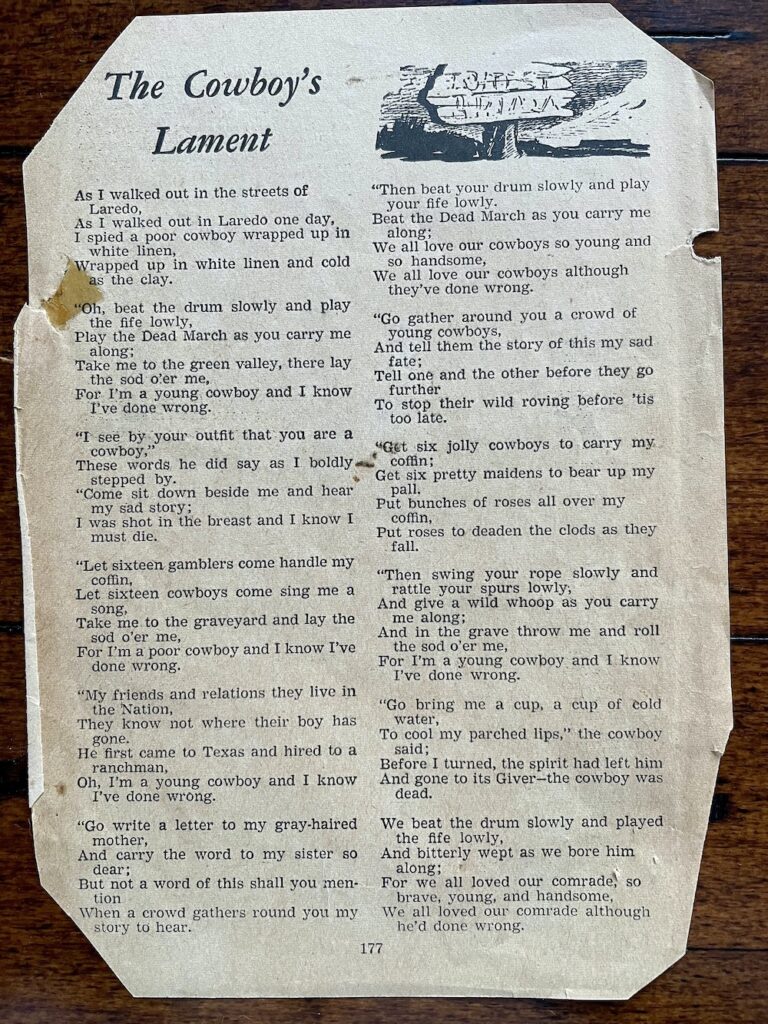 The Cowboy's
Lament
As I walked out in the streets of
Laredo,
As I walked out in Laredo one day,
I spied a poor cowboy wrapped up in
white linen,
Wrapped up in white linen and cold
as the clay.
"Oh, beat the drum slowly and play
the fife lowly,
Play the Dead March as you carry me
along;
Take me to the green valley, there lay
the sod o'er me,
For I'm a young cowboy and I know
I've done wrong.
"I see by your outfit that you are a
cowboy,"
These words he did say as I boldly
stepped by.
"Come sit down beside me and hear
my sad story;
I was shot in the breast and I know I
must die.
"Let sixteen gamblers come handle my
coffin,
Let sixteen cowboys come sing me a
song,
Take me to the graveyard and lay the
sod o'er me,
For I'm a poor cowboy and I know I've
done wrong.
"My friends and relations they live in
the Nation,
They know not where their boy has
gone.
He first came to Texas and hired to a
ranchman,
Oh, I'm a young cowboy and I know
I've done wrong.
"Go write a letter to my gray-haired
mother,
And carry the word to my sister so
dear;
But not a word of this shall you men-
tion
When a crowd gathers round you my
story to hear.
"Then beat your drum slowly and play
your fife lowly.
Beat the Dead March as you carry me
along;
We all love our cowboys so young and
so handsome,
We all love our cowboys although
they've done wrong.
"Go gather around you a crowd of
young cowboys,
And tell them the story of this my sad
fate;
Tell one and the other before they go
further
To stop their wild roving before 'tis
too late.
"Get six jolly cowboys to carry my
coffin;
Get six pretty maidens to bear up my
pall.
Put bunches of roses all over my
coffin,
Put roses to deaden the clods as they
fall.
"Then swing your rope slowly and
rattle your spurs lowly,
And give a wild whoop as you carry
me along;
And in the grave throw me and roll
the sod o'er me,
For I'm a young cowboy and I know
I've done wrong.
"Go bring me a cup, a cup of cold
water,
To cool my parched lips," the cowboy
said;
Before I turned, the spirit had left him
And gone to its Giver—the cowboy was
dead.
We beat the drum slowly and played
the fife lowly,
And bitterly wept as we bore him
along;
For we all loved our comrade, so
brave, young, and handsome,
We all loved our comrade although
he'd done wrong.
177